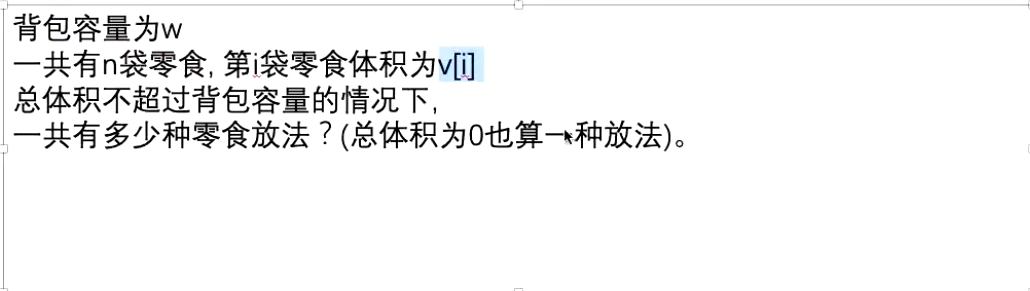 背包容量为w
一共有n袋零食, 第i袋零食体积为v[i]
总体积不超过背包容量的情况下,
一共有多少种零食放法？(总体积为0也算一种放法)。